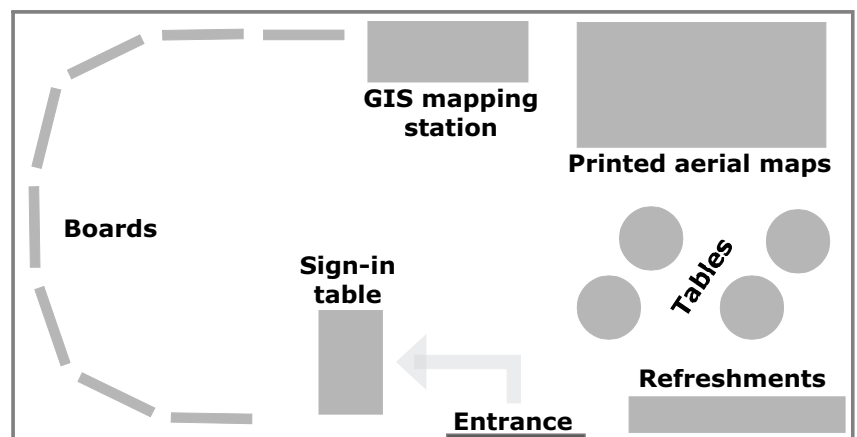 GIS mapping
station
Printed aerial maps
Boards
Sign-in
table
Tables
Refreshments
Entrance